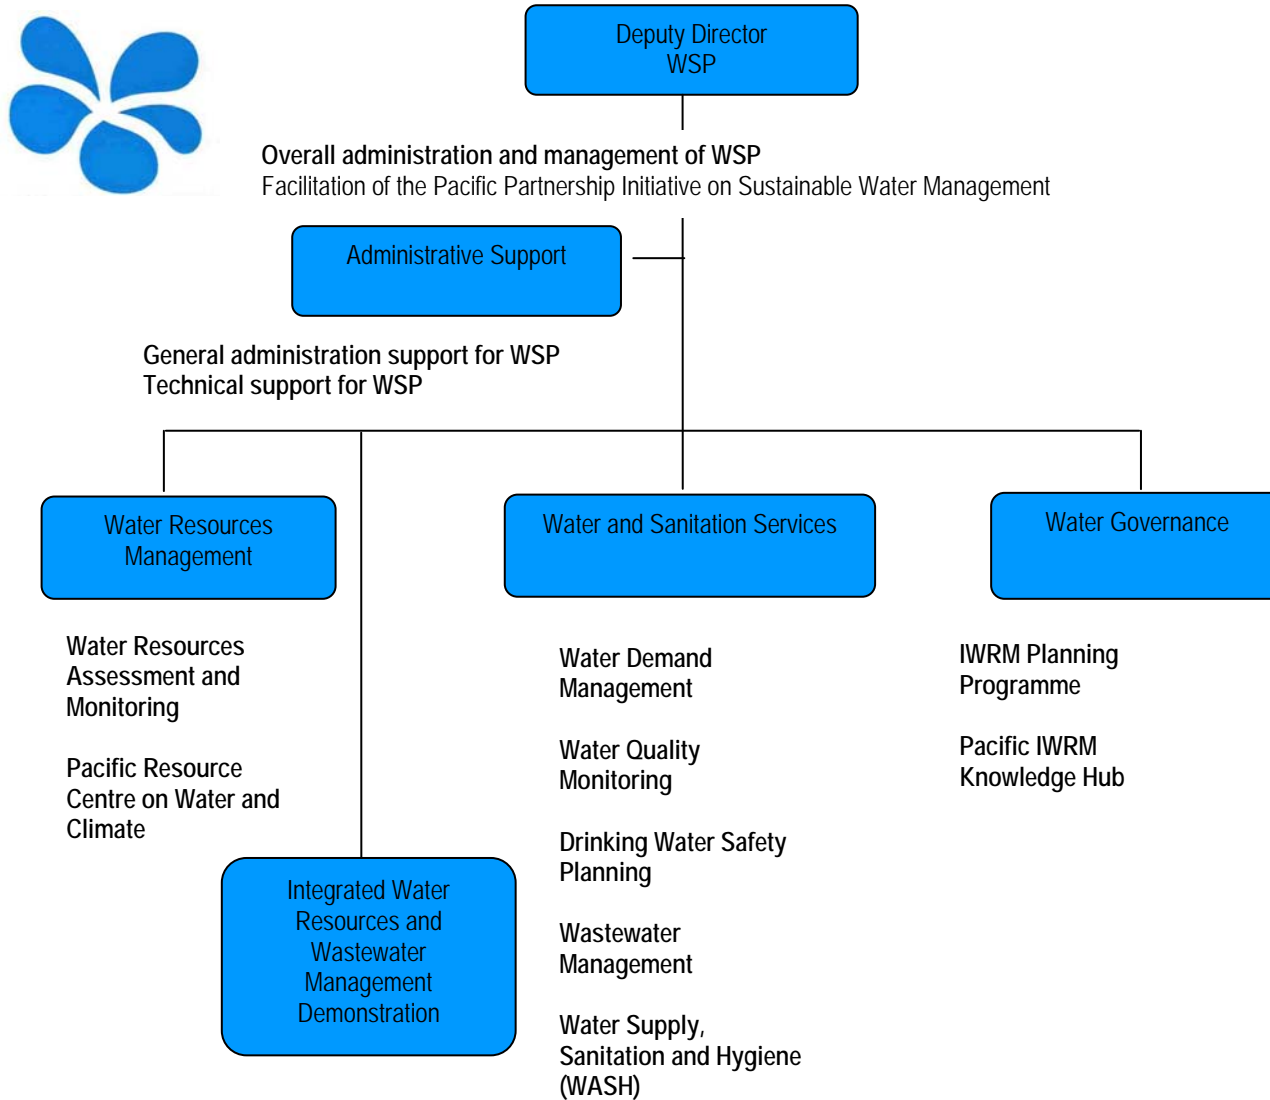 Deputy Director
WSP
Overall administration and management of WSP
Facilitation of the Pacific Partnership Initiative on Sustainable Water Management
Administrative Support
General administration support for WSP
Technical support for WSP
Water Resources
Management
Water Resources
Assessment and
Monitoring
Pacific Resource
Centre on Water and
Climate
Integrated Water
Resources and
Wastewater
Management
Demonstration
Water and Sanitation Services
Water Demand
Management
Water Quality
Monitoring
Drinking Water Safety
Planning
Wastewater
Management
Water Supply,
Sanitation and Hygiene
(WASH)
Water Governance
IWRM Planning
Programme
Pacific IWRM
Knowledge Hub